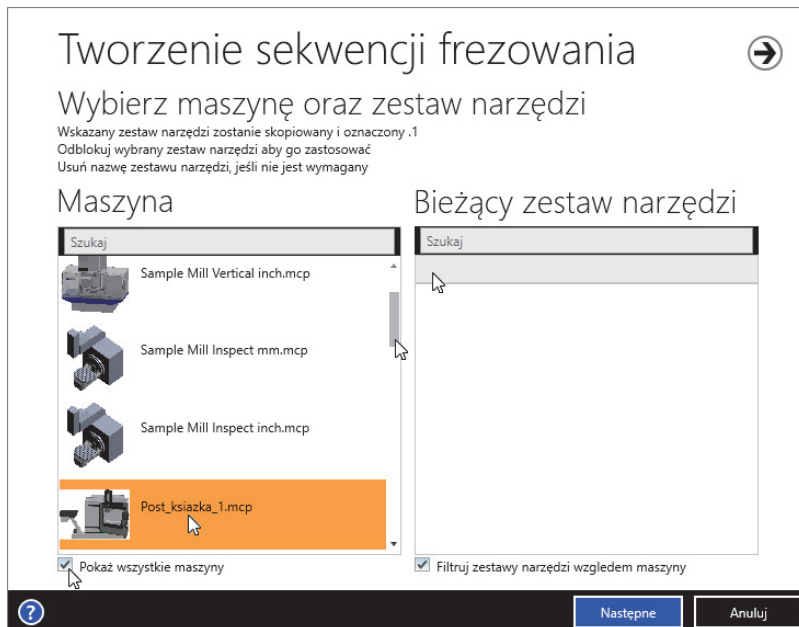 Tworzenie sekwencji frezowania
Wybierz maszynę oraz zestaw narzędzi
Wskazany zestaw narzędzi zostanie skopiowany i oznaczony .1
Odblokuj wybrany zestaw narzędzi aby go zastosować
Usuń nazwę zestawu narzędzi, jeśli nie jest wymagany
Maszyna
Szukaj
Sample Mill Vertical inch.mcp
Sample Mill Inspect mm.mcp
Sample Mill Inspect inch.mcp
Post_ksiazka_1.mcp
Pokaż wszystkie maszyny
Bieżący zestaw narzędzi
Szukaj
Filtruj zestawy narzędzi względem maszyny
?
Następne
Anuluj